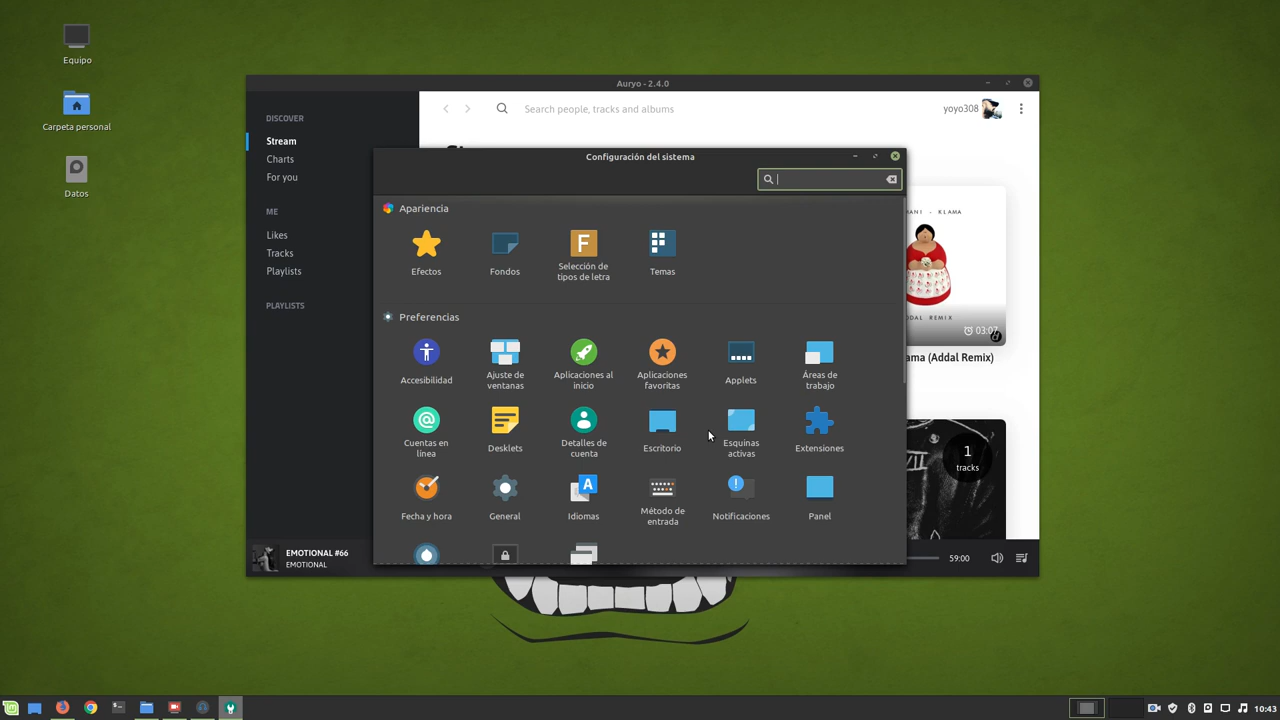 Equipo
Carpeta personal
Datos
Auryo - 2.4.0
DISCOVER
Stream
Charts
For you
ME
Likes
Tracks
Playlists
PLAYLISTS
Search people, tracks and albums
yoyo308
Configuración del sistema
Apariencia
Efectos
Fondos
F
Selección de
tipos de letra
Temas
Preferencias
Accesibilidad
Ajuste de
ventanas
Aplicaciones al
inicio
Aplicaciones
favoritas
Applets
Áreas de
trabajo
Cuentas en
línea
Desklets
Detalles de
cuenta
Escritorio
Esquinas
activas
Extensiones
Fecha y hora
General
A
Idiomas
Método de
entrada
Notificaciones
Panel
KLAMA
REMIX
03:07
(Addal Remix)
1
tracks
EMOTIONAL #66
EMOTIONAL
59:00
10:43